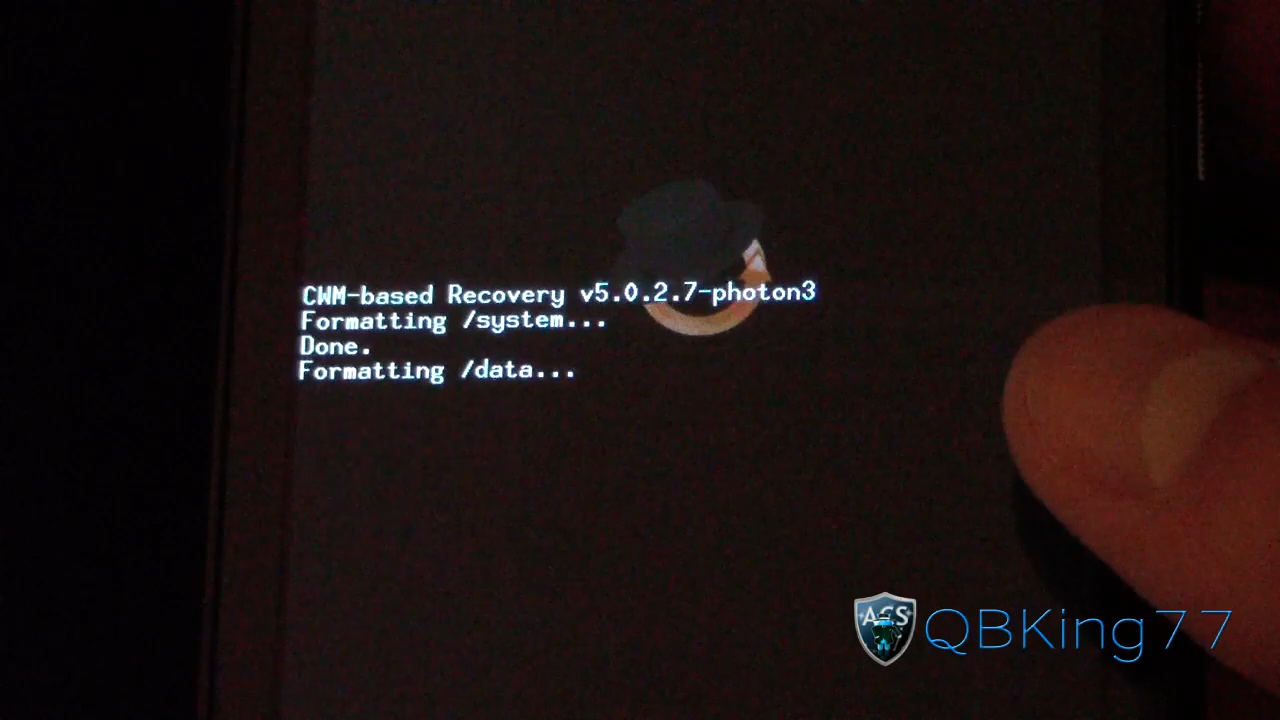 CWM-based Recovery v5.0.2.7-photon3
Formatting /system...
Done.
Formatting /data...
ACS
QBKing77